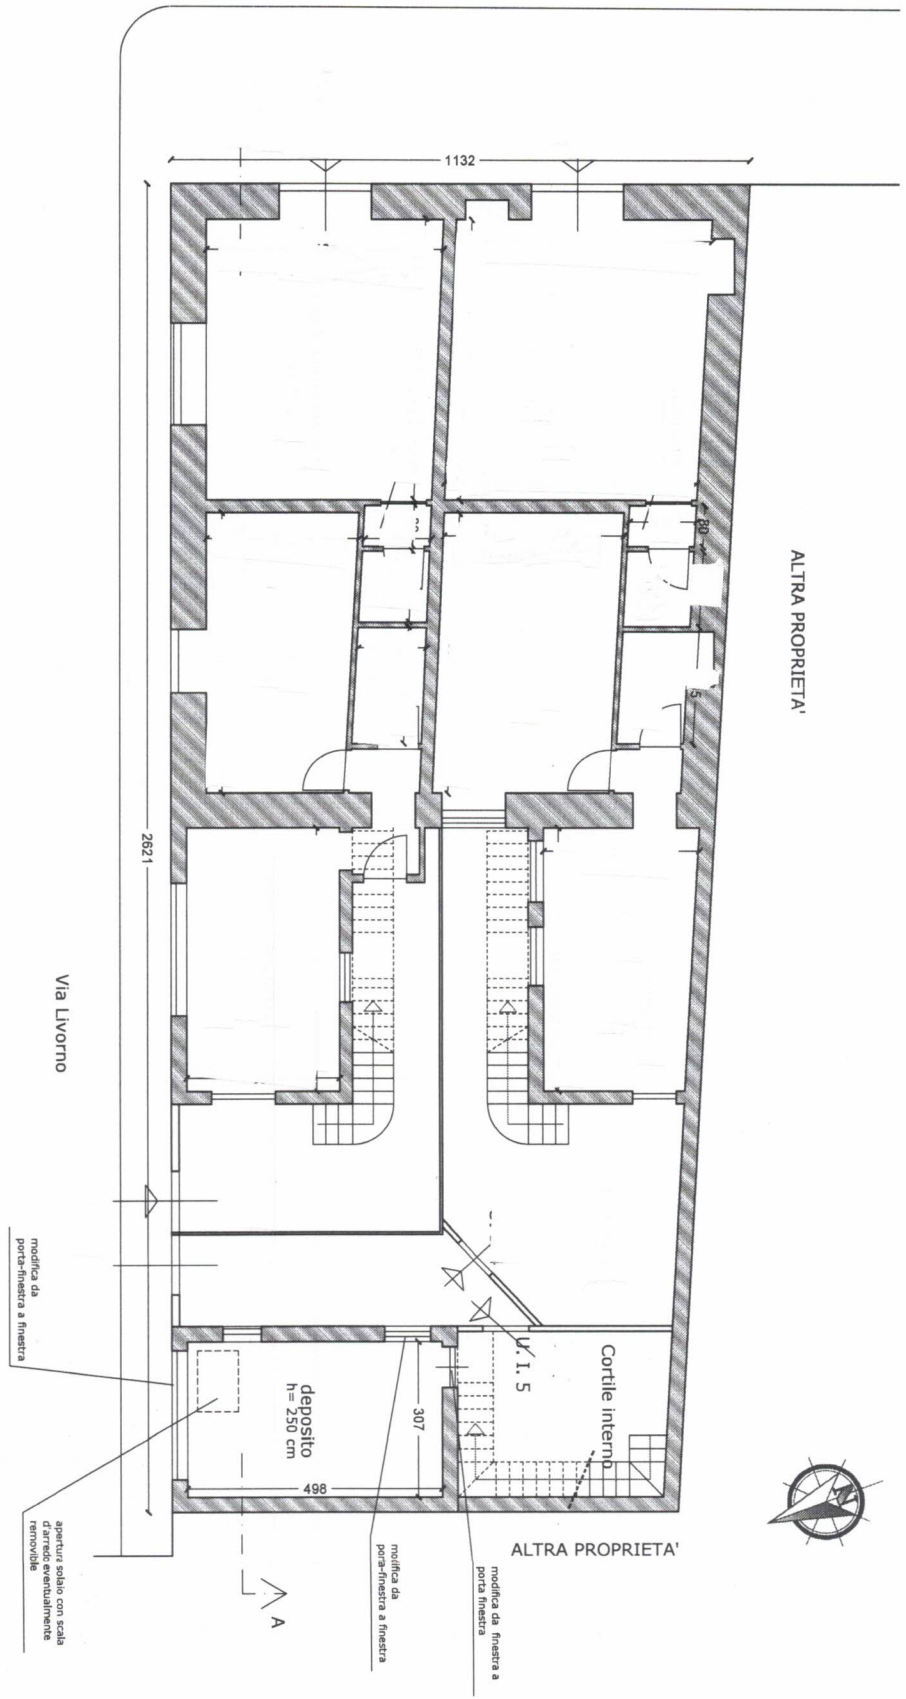 1132
ALTRA PROPRIETA'
80
5
2621
Via Livorno
modifica da
porta-finestra a finestra
U. I. 5
Cortile interno
deposito
h= 250 cm
307
498
N
ALTRA PROPRIETA'
A
apertura solaio con scala
d'arredo eventualmente
removibile
modifica da
pora-finestra a finestra
modifica da finestra a
porta finestra